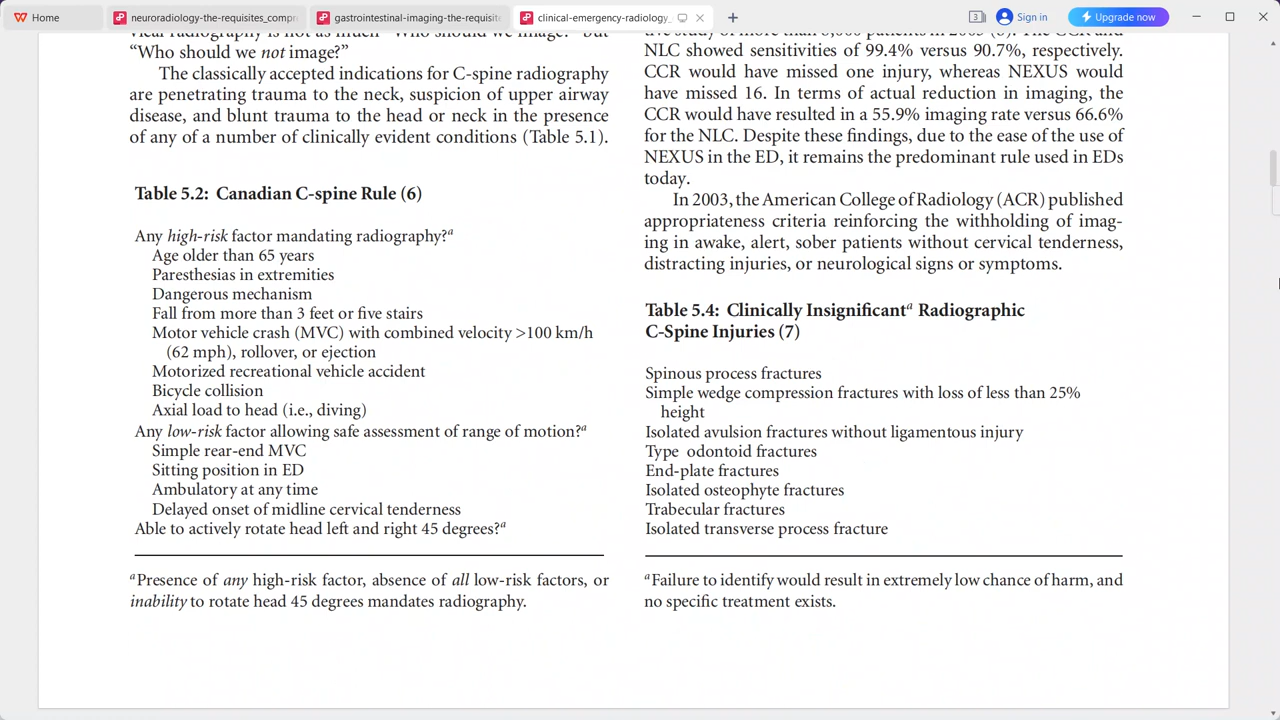 Home
neuroradiology-the-requisites_compr
gastrointestinal-imaging-the-requisite
clinical-emergency-radiology_
3
Sign in
Upgrade now
“Who should we not image?”
The classically accepted indications for C-spine radiography
are penetrating trauma to the neck, suspicion of upper airway
disease, and blunt trauma to the head or neck in the presence
of any of a number of clinically evident conditions (Table 5.1).
Table 5.2: Canadian C-spine Rule (6)
Any high-risk factor mandating radiography?a
Age older than 65 years
Paresthesias in extremities
Dangerous mechanism
Fall from more than 3 feet or five stairs
Motor vehicle crash (MVC) with combined velocity >100 km/h
(62 mph), rollover, or ejection
Motorized recreational vehicle accident
Bicycle collision
Axial load to head (i.e., diving)
Any low-risk factor allowing safe assessment of range of motion?a
Simple rear-end MVC
Sitting position in ED
Ambulatory at any time
Delayed onset of midline cervical tenderness
Able to actively rotate head left and right 45 degrees?a
aPresence of any high-risk factor, absence of all low-risk factors, or
inability to rotate head 45 degrees mandates radiography.
NLC showed sensitivities of 99.4% versus 90.7%, respectively.
CCR would have missed one injury, whereas NEXUS would
have missed 16. In terms of actual reduction in imaging, the
CCR would have resulted in a 55.9% imaging rate versus 66.6%
for the NLC. Despite these findings, due to the ease of the use of
NEXUS in the ED, it remains the predominant rule used in EDs
today.
In 2003, the American College of Radiology (ACR) published
appropriateness criteria reinforcing the withholding of imag-
ing in awake, alert, sober patients without cervical tenderness,
distracting injuries, or neurological signs or symptoms.
Table 5.4: Clinically Insignificanta Radiographic
C-Spine Injuries (7)
Spinous process fractures
Simple wedge compression fractures with loss of less than 25%
height
Isolated avulsion fractures without ligamentous injury
Type odontoid fractures
End-plate fractures
Isolated osteophyte fractures
Trabecular fractures
Isolated transverse process fracture
aFailure to identify would result in extremely low chance of harm, and
no specific treatment exists.